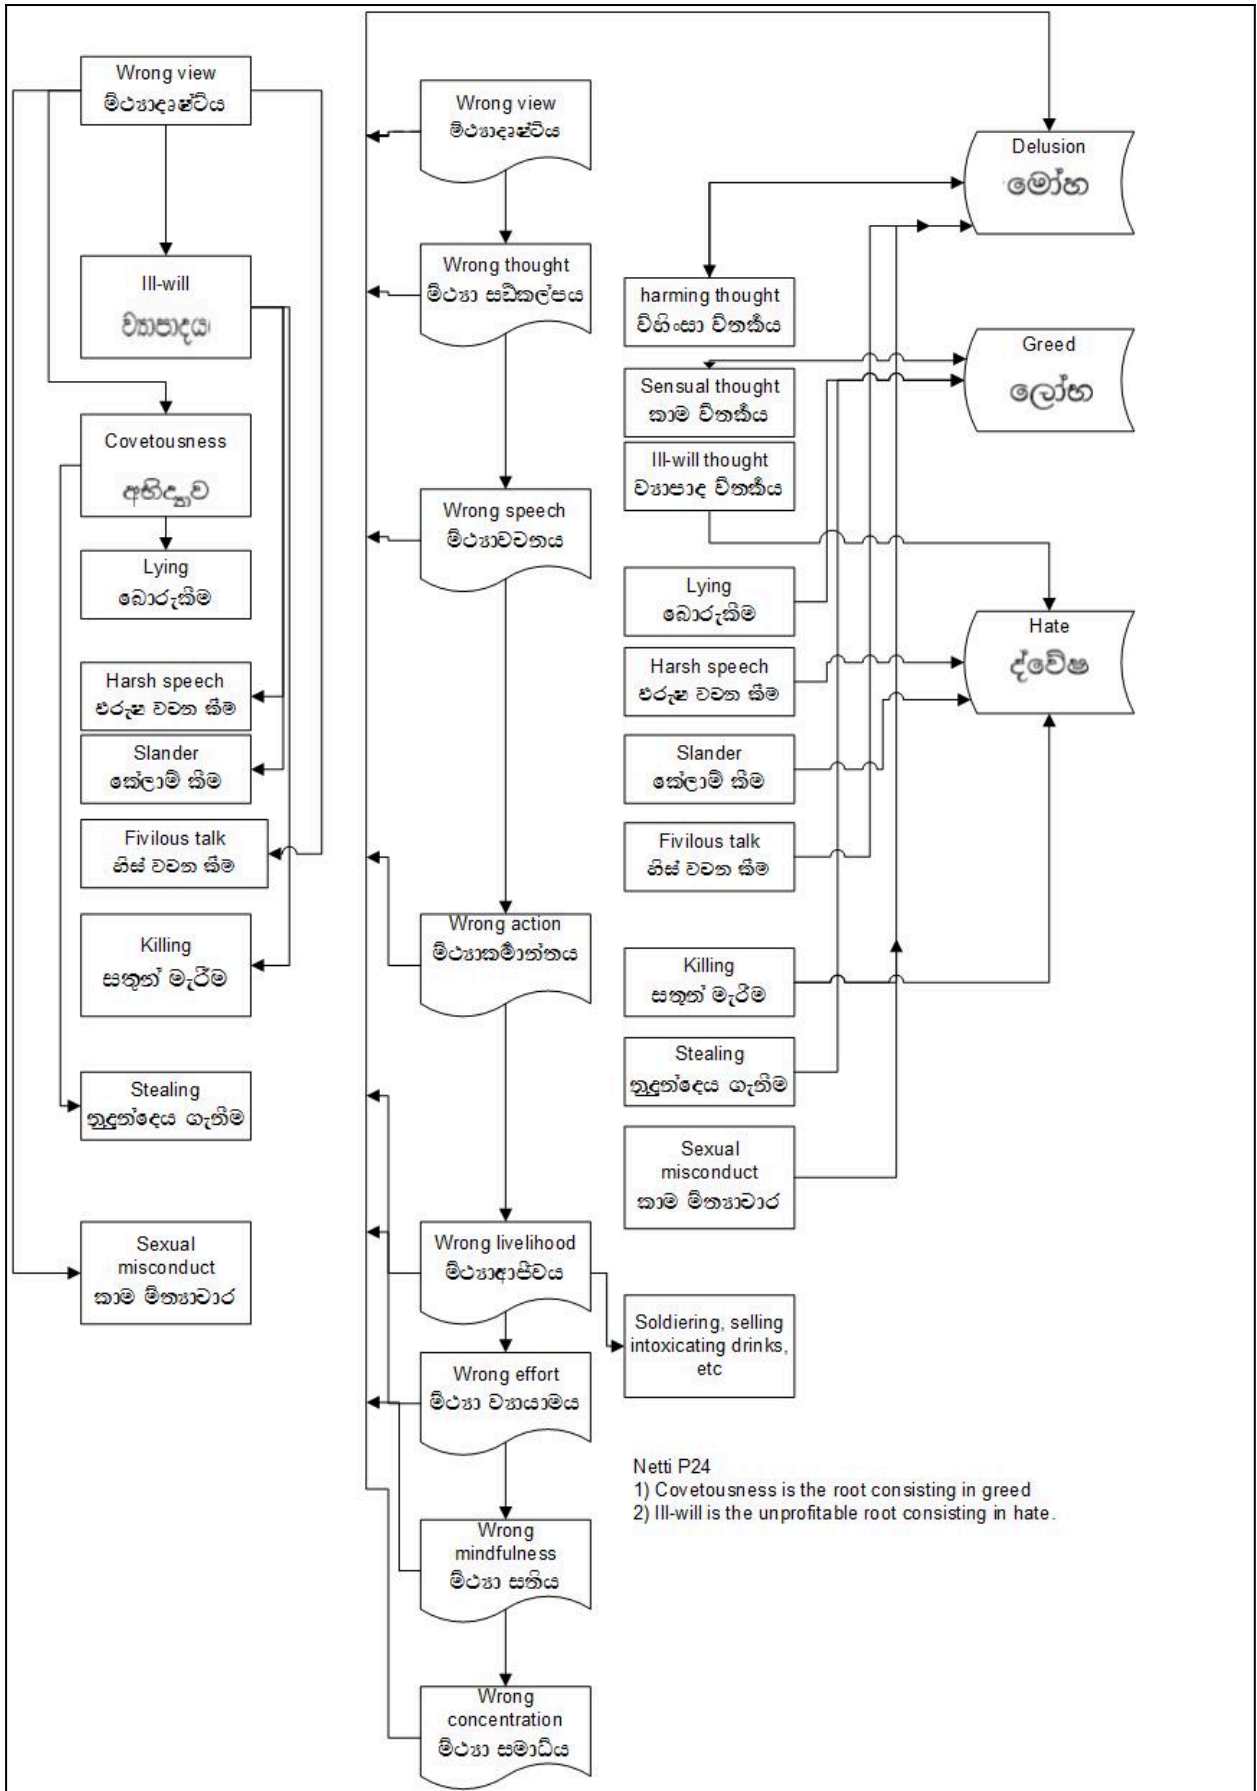 Wrong view
මිථ්‍යාදෘෂ්ටිය
Ill-will
ව්‍යාපාදය
Covetousness
අභිද්‍යාව
Lying
බොරුකීම
Harsh speech
ඵරුෂ වචන කීම
Slander
කේලාම් කීම
Fivilous talk
හිස් වචන කීම
Killing
සතුන් මැරීම
Stealing
නුදුන්දෙය ගැනීම
Sexual
misconduct
කාම මිත්‍යාචාර
Wrong view
මිථ්‍යාදෘෂ්ටිය
Wrong thought
මිථ්‍යා සඞ්කල්පය
Wrong speech
මිථ්‍යාවචනය
Wrong action
මිථ්‍යාකර්‍මාන්තය
Wrong livelihood
මිථ්‍යාආජීවය
Wrong effort
මිථ්‍යා ව්‍යායාමය
Wrong
mindfulness
මිථ්‍යා සතිය
Wrong
concentration
මිථ්‍යා සමාධිය
harming thought
විහිංසා විතර්‍කය
Sensual thought
කාම විතර්‍කය
Ill-will thought
ව්‍යාපාද විතර්‍කය
Lying
බොරුකීම
Harsh speech
ඵරුෂ වචන කීම
Slander
කේලාම් කීම
Fivilous talk
හිස් වචන කීම
Killing
සතුන් මැරීම
Stealing
නුදුන්දෙය ගැනීම
Sexual
misconduct
කාම මිත්‍යාචාර
Soldiering, selling
intoxicating drinks,
etc
Delusion
මෝහ
Greed
ලෝභ
Hate
ද්වේෂ
Netti P24
1) Covetousness is the root consisting in greed
2) Ill-will is the unprofitable root consisting in hate.